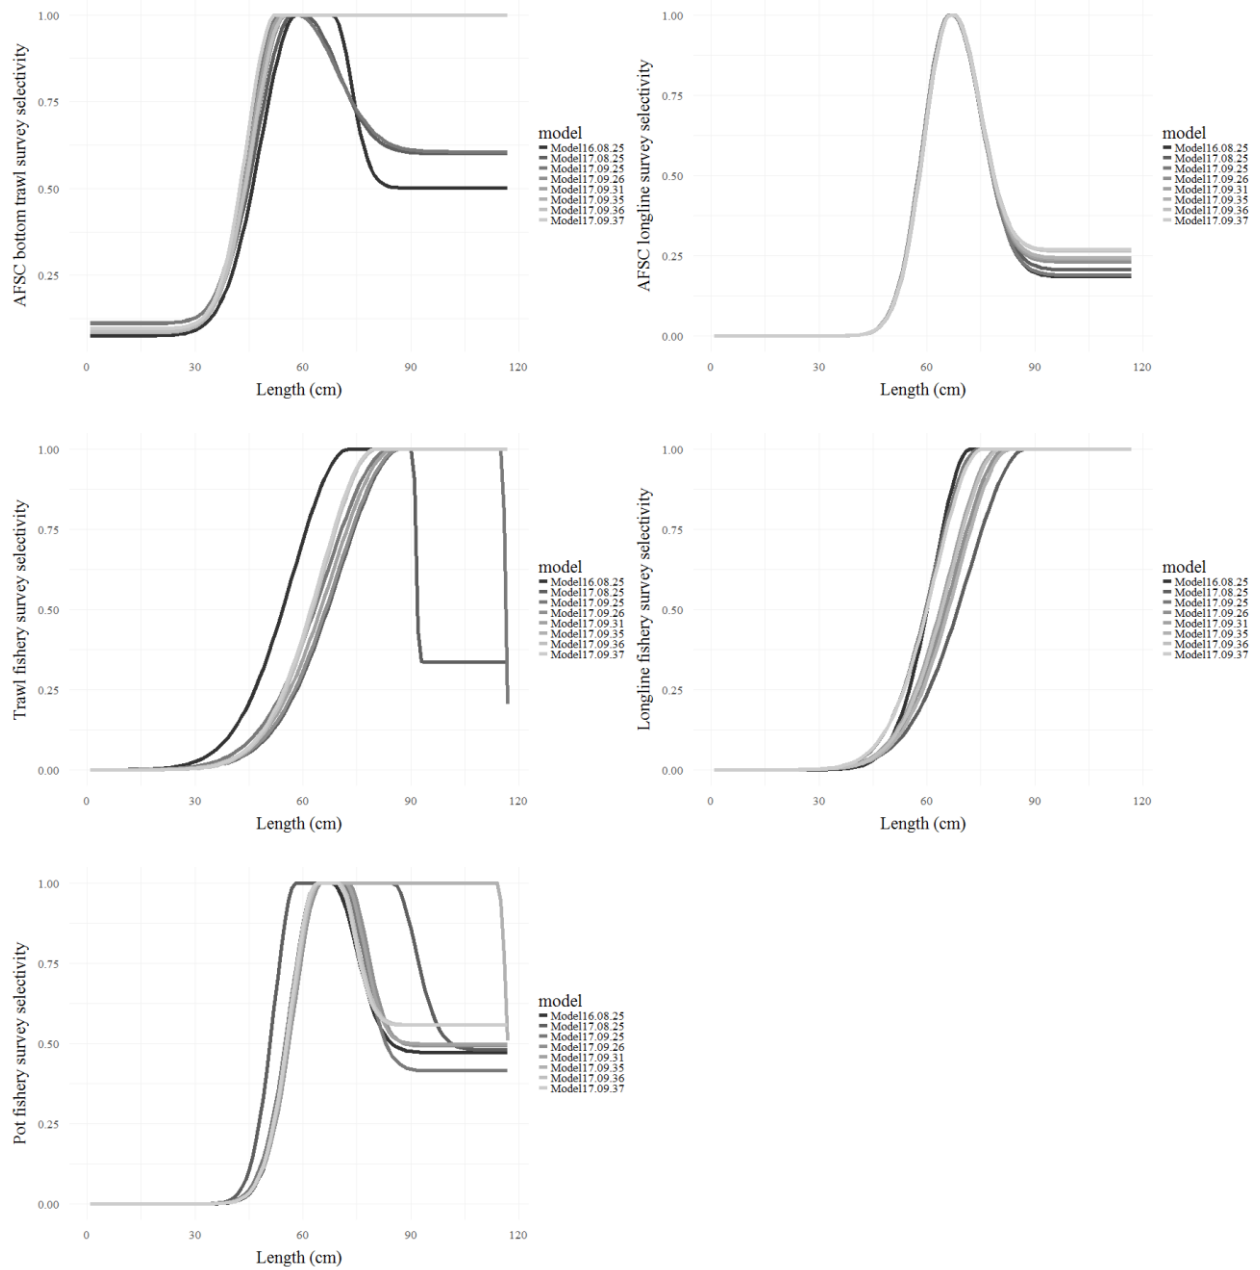 AFSC bottom trawl survey selectivity
1.00
0.75
0.50
0.25
0 30 60 90 120
Length (cm)
model
Model16.08.25
Model17.08.25
Model17.09.25
Model17.09.26
Model17.09.31
Model17.09.35
Model17.09.36
Model17.09.37
AFSC longline survey selectivity
1.00
0.75
0.50
0.25
0.00
0 30 60 90 120
Length (cm)
model
Model16.08.25
Model17.08.25
Model17.09.25
Model17.09.26
Model17.09.31
Model17.09.35
Model17.09.36
Model17.09.37
Trawl fishery survey selectivity
1.00
0.75
0.50
0.25
0.00
0 30 60 90 120
Length (cm)
model
Model16.08.25
Model17.08.25
Model17.09.25
Model17.09.26
Model17.09.31
Model17.09.35
Model17.09.36
Model17.09.37
Longline fishery survey selectivity
1.00
0.75
0.50
0.25
0.00
0 30 60 90 120
Length (cm)
model
Model16.08.25
Model17.08.25
Model17.09.25
Model17.09.26
Model17.09.31
Model17.09.35
Model17.09.36
Model17.09.37
Pot fishery survey selectivity
1.00
0.75
0.50
0.25
0.00
0 30 60 90 120
Length (cm)
model
Model16.08.25
Model17.08.25
Model17.09.25
Model17.09.26
Model17.09.31
Model17.09.35
Model17.09.36
Model17.09.37